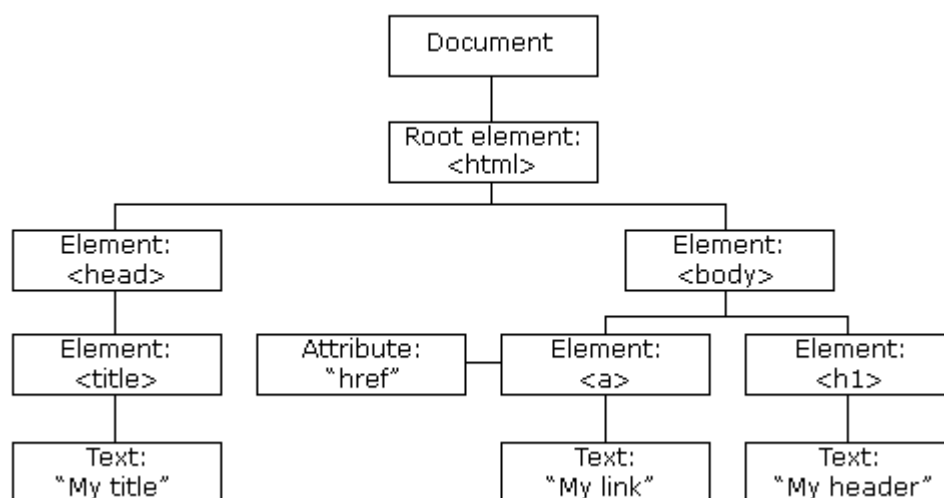 Document
Root element:
<html>
Element:
<head>
Element:
<body>
Element:
<title>
Attribute:
“href”
Element:
<a>
Element:
<h1>
Text:
“My title”
Text:
“My link”
Text:
“My header”